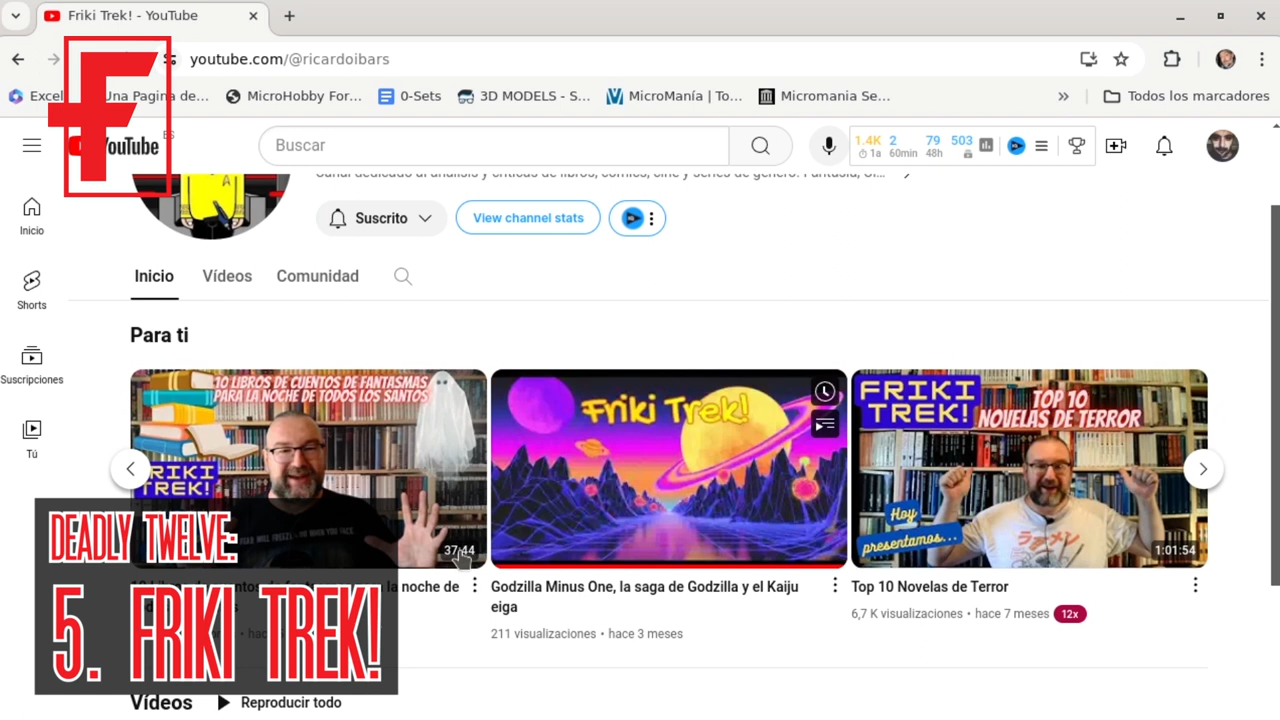 Friki Trek! - YouTube
youtube.com/@ricardoibars
Excel
Una Pagina de...
MicroHobby For...
0-Sets
3D MODELS - S...
MicroManía | To...
Micromania Se...
»
Todos los marcadores
F
YouTube
ES
Buscar
1.4K 2 79 503
1a 60min 48h
Inicio
Shorts
Suscripciones
Tú
Suscrito
View channel stats
Inicio
Vídeos
Comunidad
Para ti
10 LIBROS DE CUENTOS DE FANTASMAS
PARA LA NOCHE DE TODOS LOS SANTOS
FRIKI
TREK!
37:44
Friki Trek!
FRIKI
TREK!
TOP 10
NOVELAS DE TERROR
Hoy
presentamos...
1:01:54
la noche de
Godzilla Minus One, la saga de Godzilla y el Kaiju
eiga
211 visualizaciones • hace 3 meses
Top 10 Novelas de Terror
6,7 K visualizaciones • hace 7 meses 12x
DEADLY TWELVE:
5. FRIKI TREK!
Vídeos
Reproducir todo